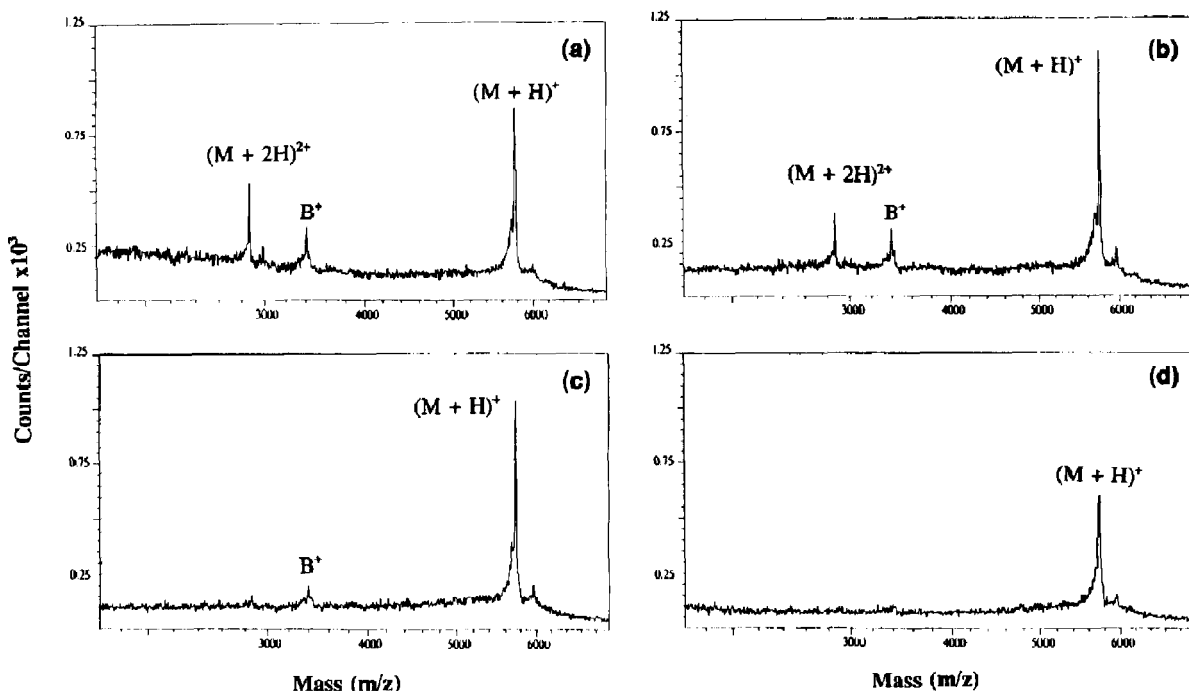 Counts/Channel x10³
1.25
(a)
(M + H)⁺
0.75
(M + 2H)²⁺
B⁺
0.25
3000 4000 5000 6000
1.25
(b)
(M + H)⁺
0.75
(M + 2H)²⁺
B⁺
0.25
3000 4000 5000 6000
1.25
(c)
(M + H)⁺
0.75
B⁺
0.25
3000 4000 5000 6000
Mass (m/z)
1.25
(d)
(M + H)⁺
0.75
0.25
3000 4000 5000 6000
Mass (m/z)